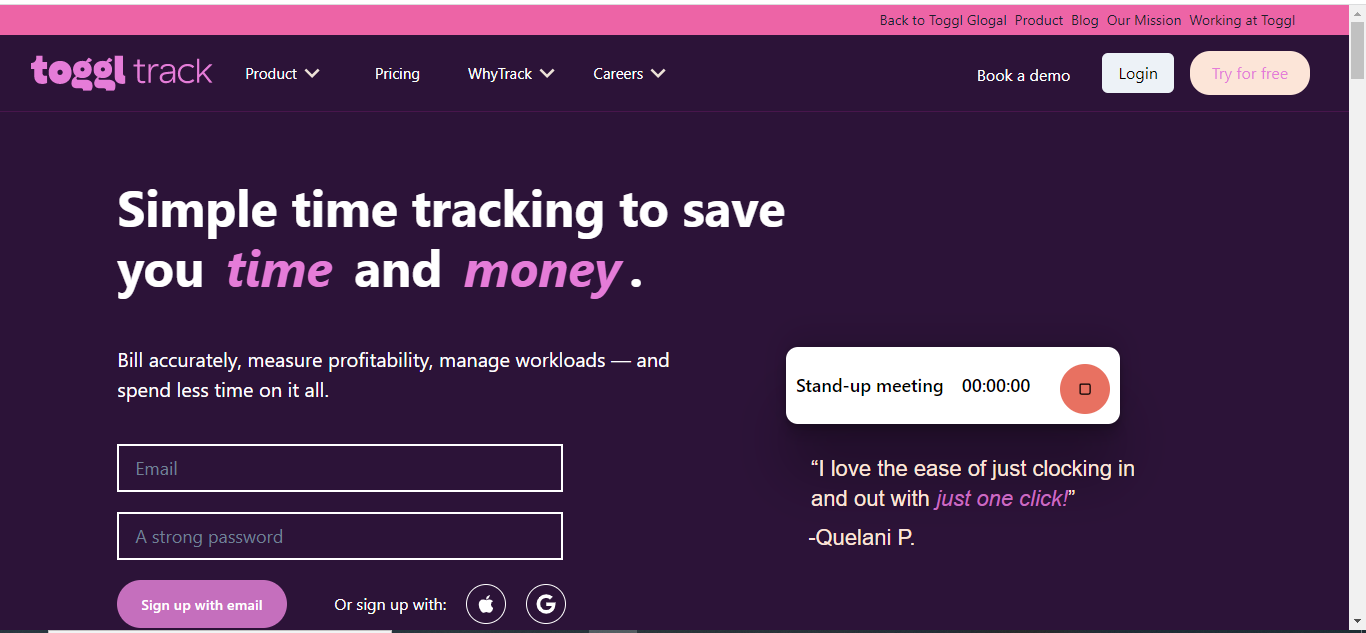 Back to Toggl Glogal Product Blog Our Mission Working at Toggl
toggl track Product Pricing WhyTrack Careers Book a demo Login Try for free
Simple time tracking to save
you time and money.
Bill accurately, measure profitability, manage workloads — and
spend less time on it all.
Email
A strong password
Sign up with email Or sign up with:
Stand-up meeting 00:00:00
“I love the ease of just clocking in
and out with just one click!”
-Quelani P.